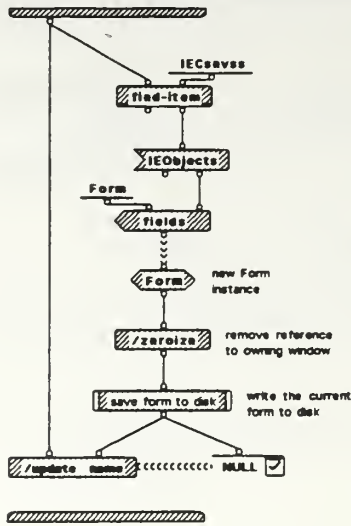 IECsavss
find-item
IEObjects
Form
fields
Form
new Form
instance
/zeroize
remove reference
to owning window
save form to disk
write the current
form to disk
/update name
NULL